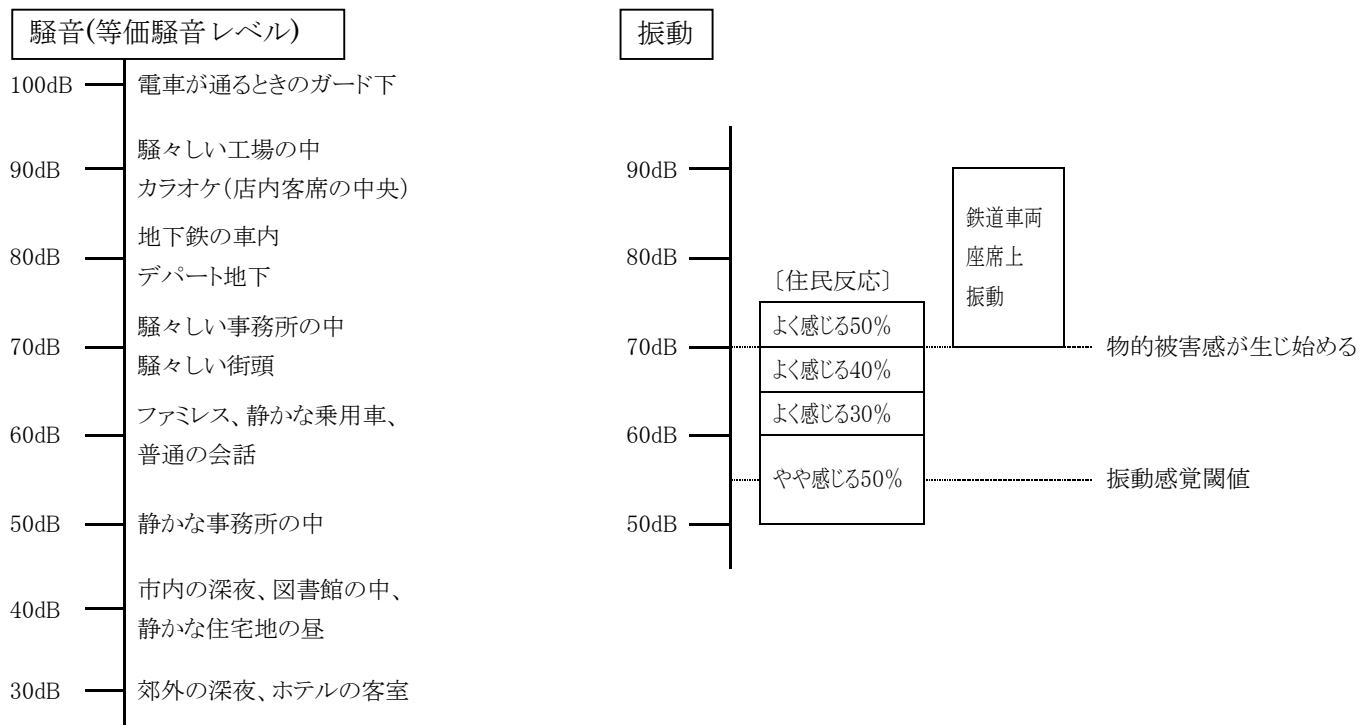 騒音(等価騒音レベル)
100dB 電車が通るときのガード下
騒々しい工場の中
90dB
カラオケ(店内客席の中央)
地下鉄の車内
80dB
デパート地下
騒々しい事務所の中
70dB
騒々しい街頭
ファミレス、静かな乗用車、
60dB
普通の会話
50dB 静かな事務所の中
市内の深夜、図書館の中、
40dB
静かな住宅地の昼
30dB 郊外の深夜、ホテルの客室
振動
90dB
80dB
70dB
60dB
50dB
〔住民反応〕
よく感じる50%
よく感じる40%
よく感じる30%
やや感じる50%
鉄道車両
座席上
振動
物的被害感が生じ始める
振動感覚閾値